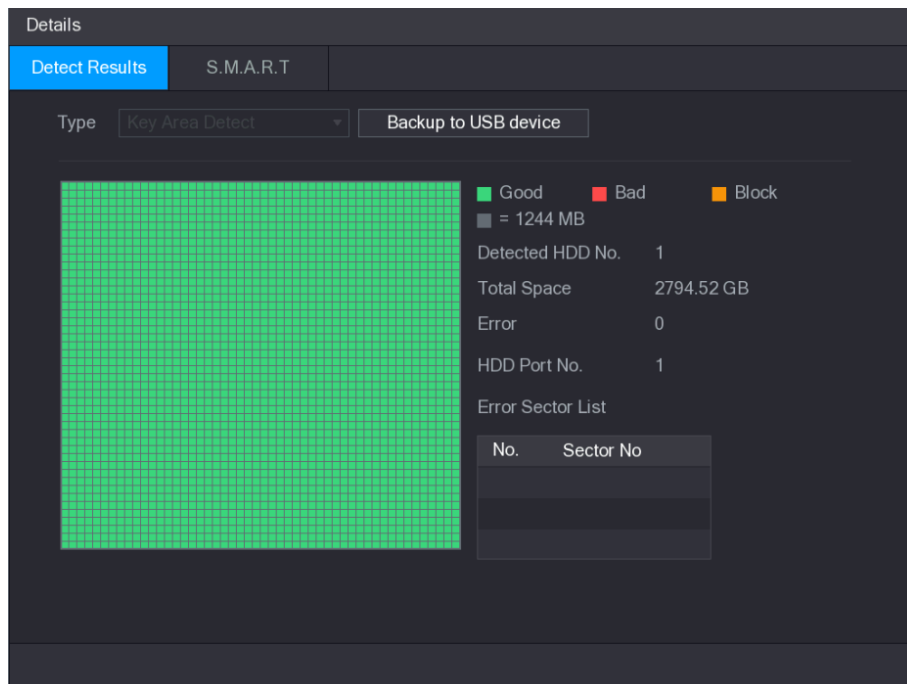 Details
Detect Results S.M.A.R.T
Type Key Area Detect Backup to USB device
Good Bad Block
= 1244 MB
Detected HDD No. 1
Total Space 2794.52 GB
Error 0
HDD Port No. 1
Error Sector List
No. Sector No